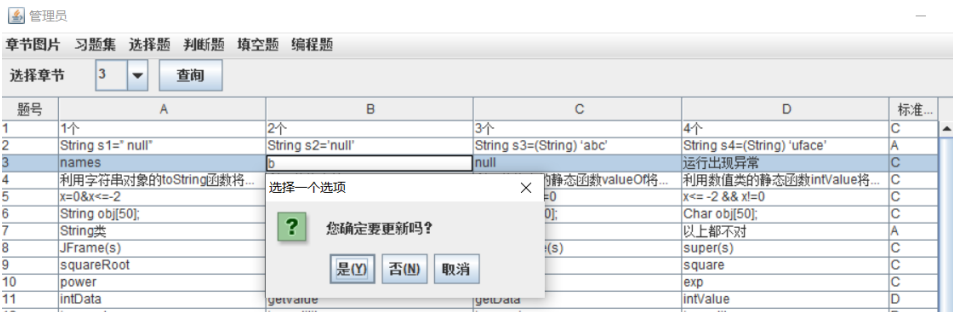 管理员
章节图片 习题集 选择题 判断题 填空题 编程题
选择章节 3 查询
题号 A B C D 标准...
1 1个 2个 3个 4个 C
2 String s1=" null" String s2='null' String s3=(String) 'abc' String s4=(String) 'uface' A
3 names b null 运行出现异常 C
4 利用字符串对象的toString函数将... 的静态函数valueOf将... 利用数值类的静态函数intValue将... C
5 x=0&x<=-2 =0 x<= -2 && x!=0 C
6 String obj[50]; 0]; Char obj[50]; C
7 String类 以上都不对 A
8 JFrame(s) e(s) super(s) C
9 squareRoot square C
10 power exp C
11 intData getValue getData intValue D
选择一个选项
您确定要更新吗?
是(Y) 否(N) 取消